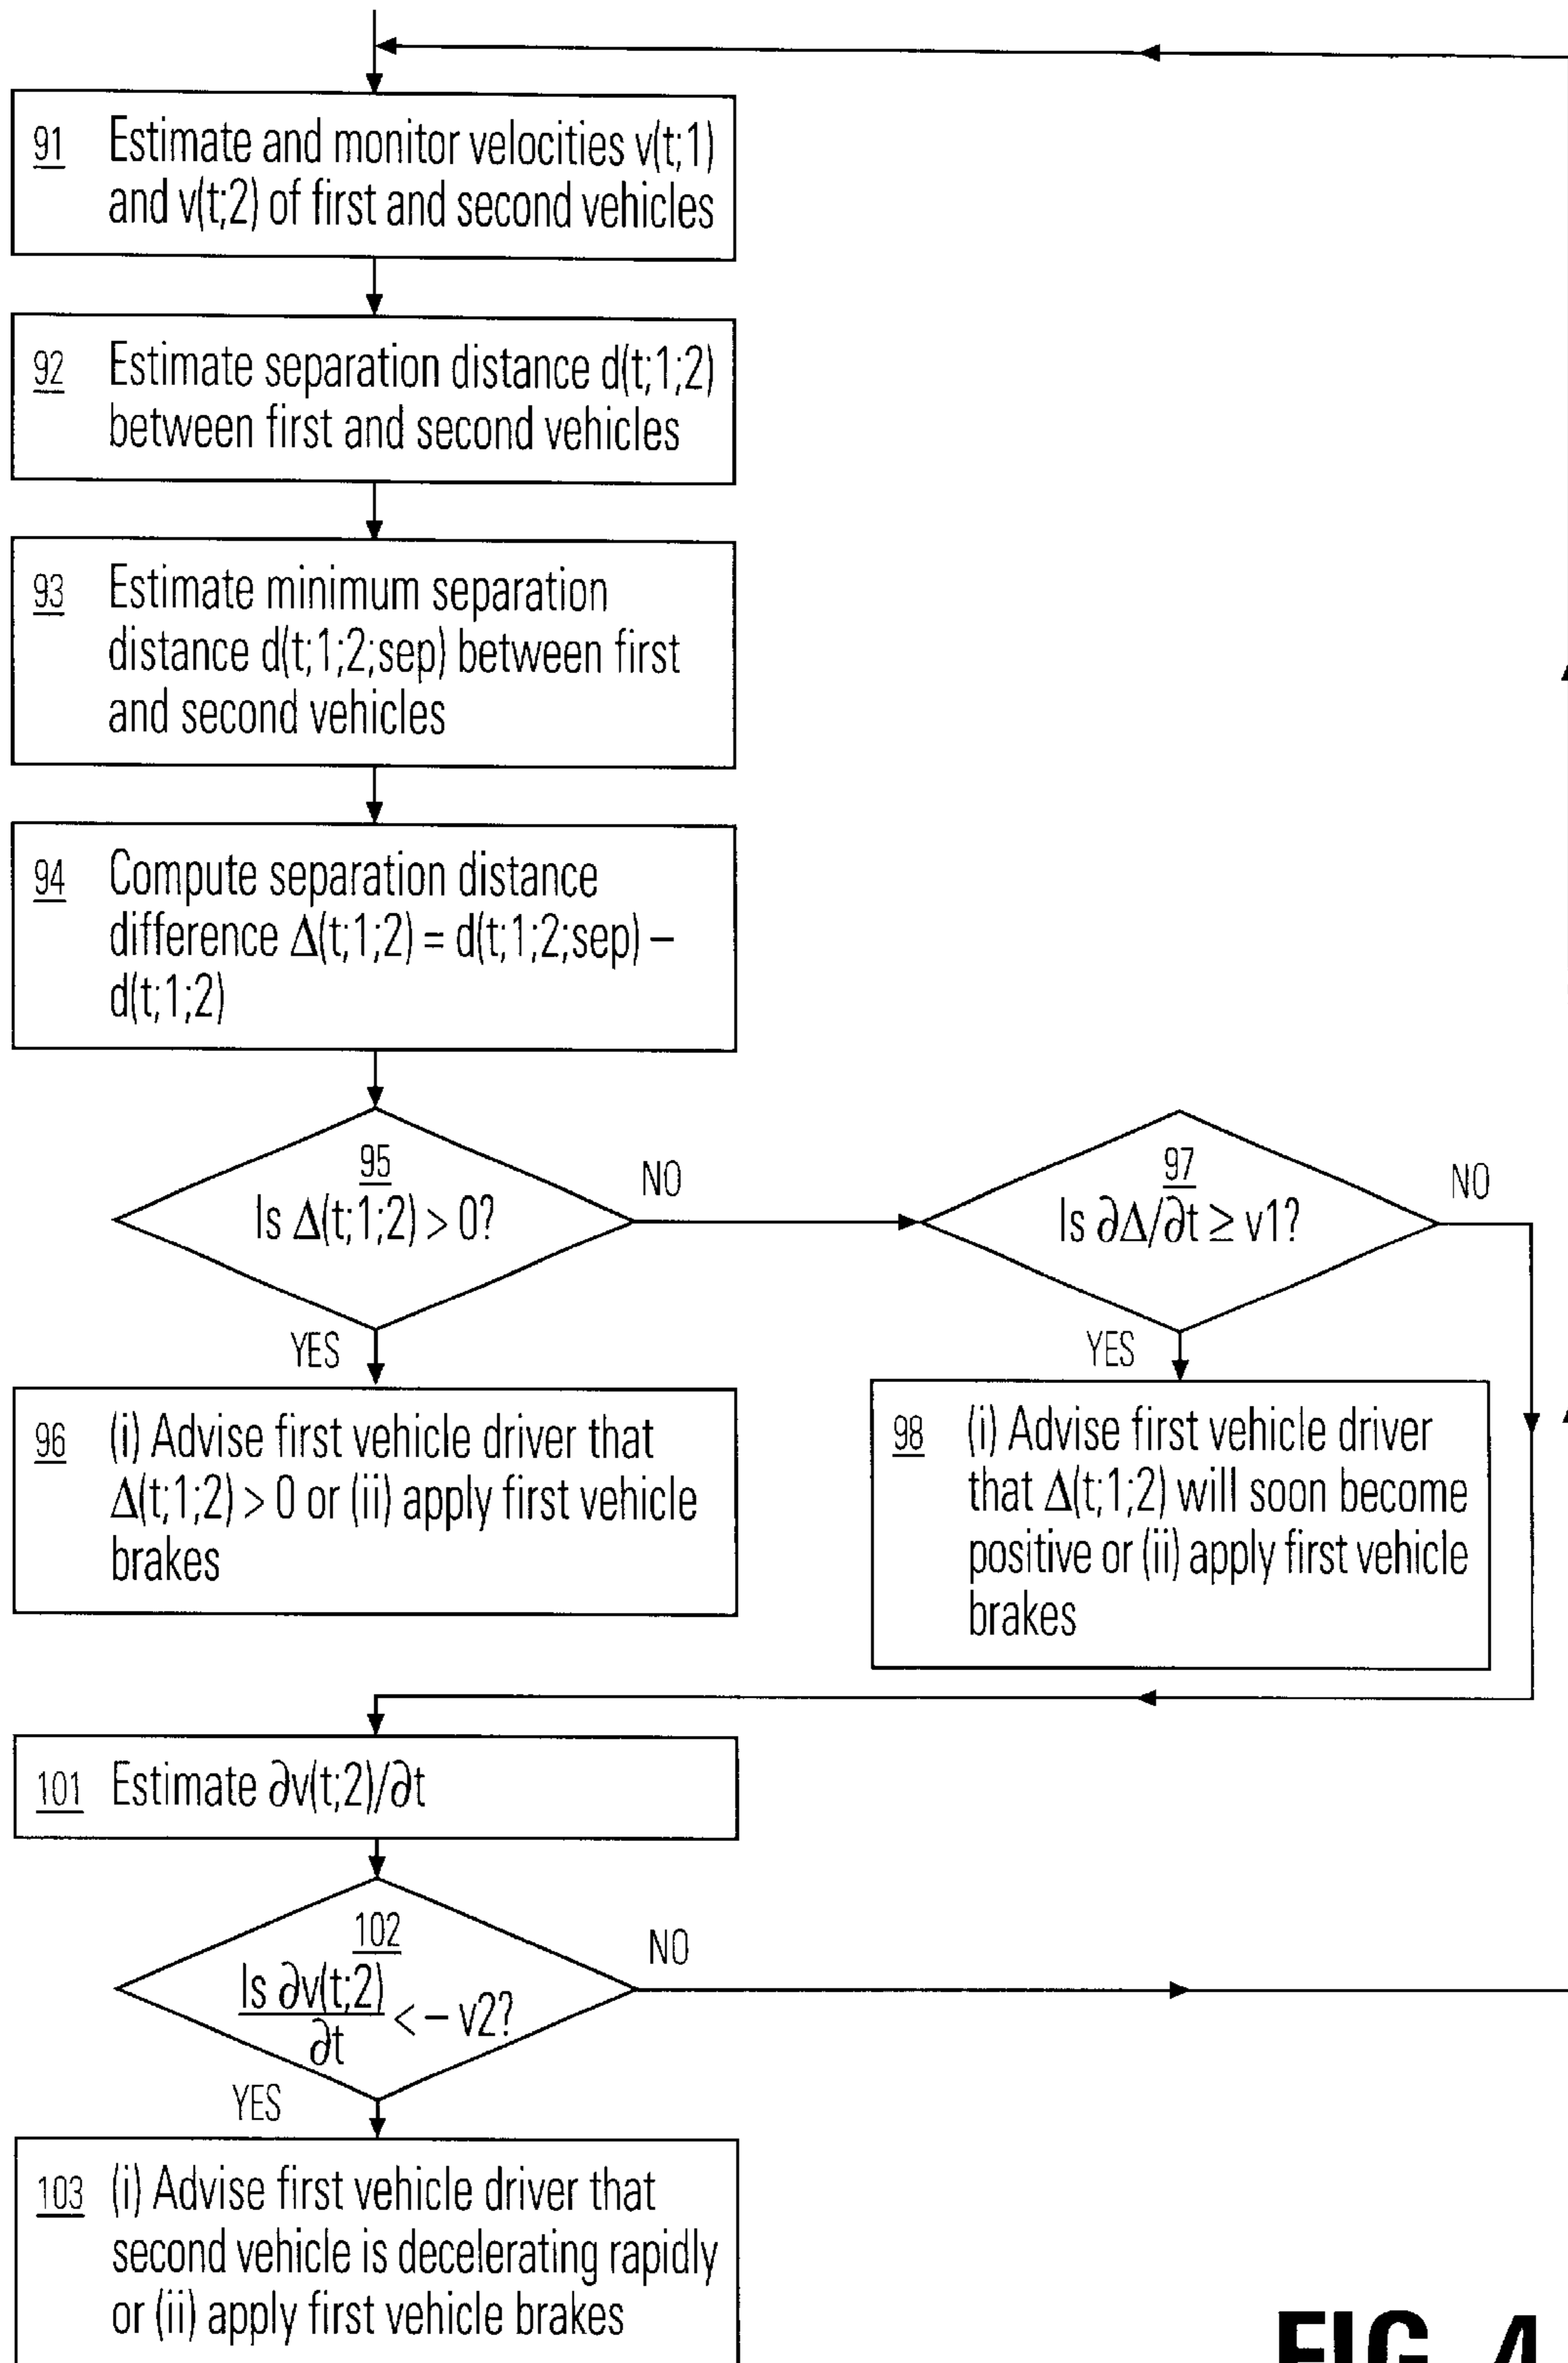 91 Estimate and monitor velocities v(t;1)
and v(t;2) of first and second vehicles
92 Estimate separation distance d(t;1;2)
between first and second vehicles
93 Estimate minimum separation
distance d(t;1;2;sep) between first
and second vehicles
94 Compute separation distance
difference Δ(t;1;2) = d(t;1;2;sep) –
d(t;1;2)
95
Is Δ(t;1;2) > 0?
NO
97
Is ∂Δ/∂t ≥ v1?
NO
YES
YES
96 (i) Advise first vehicle driver that
Δ(t;1;2) > 0 or (ii) apply first vehicle
brakes
98 (i) Advise first vehicle driver
that Δ(t;1;2) will soon become
positive or (ii) apply first vehicle
brakes
101 Estimate ∂v(t;2)/∂t
102
Is ∂v(t;2)
∂t
< – v2?
NO
YES
103 (i) Advise first vehicle driver that
second vehicle is decelerating rapidly
or (ii) apply first vehicle brakes
FIG. 4